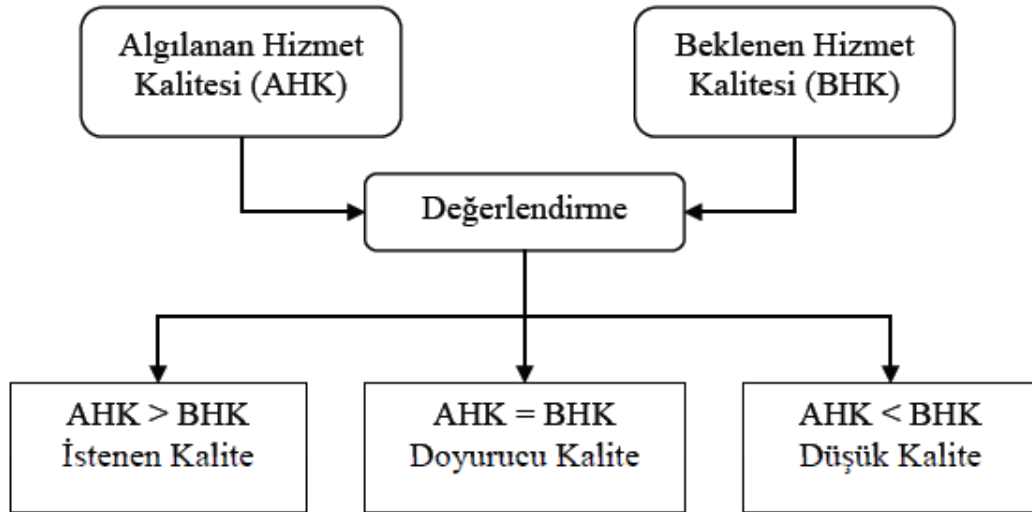 Algılanan Hizmet
Kalitesi (AHK)
Beklenen Hizmet
Kalitesi (BHK)
Değerlendirme
AHK > BHK
İstenen Kalite
AHK = BHK
Doyurucu Kalite
AHK < BHK
Düşük Kalite